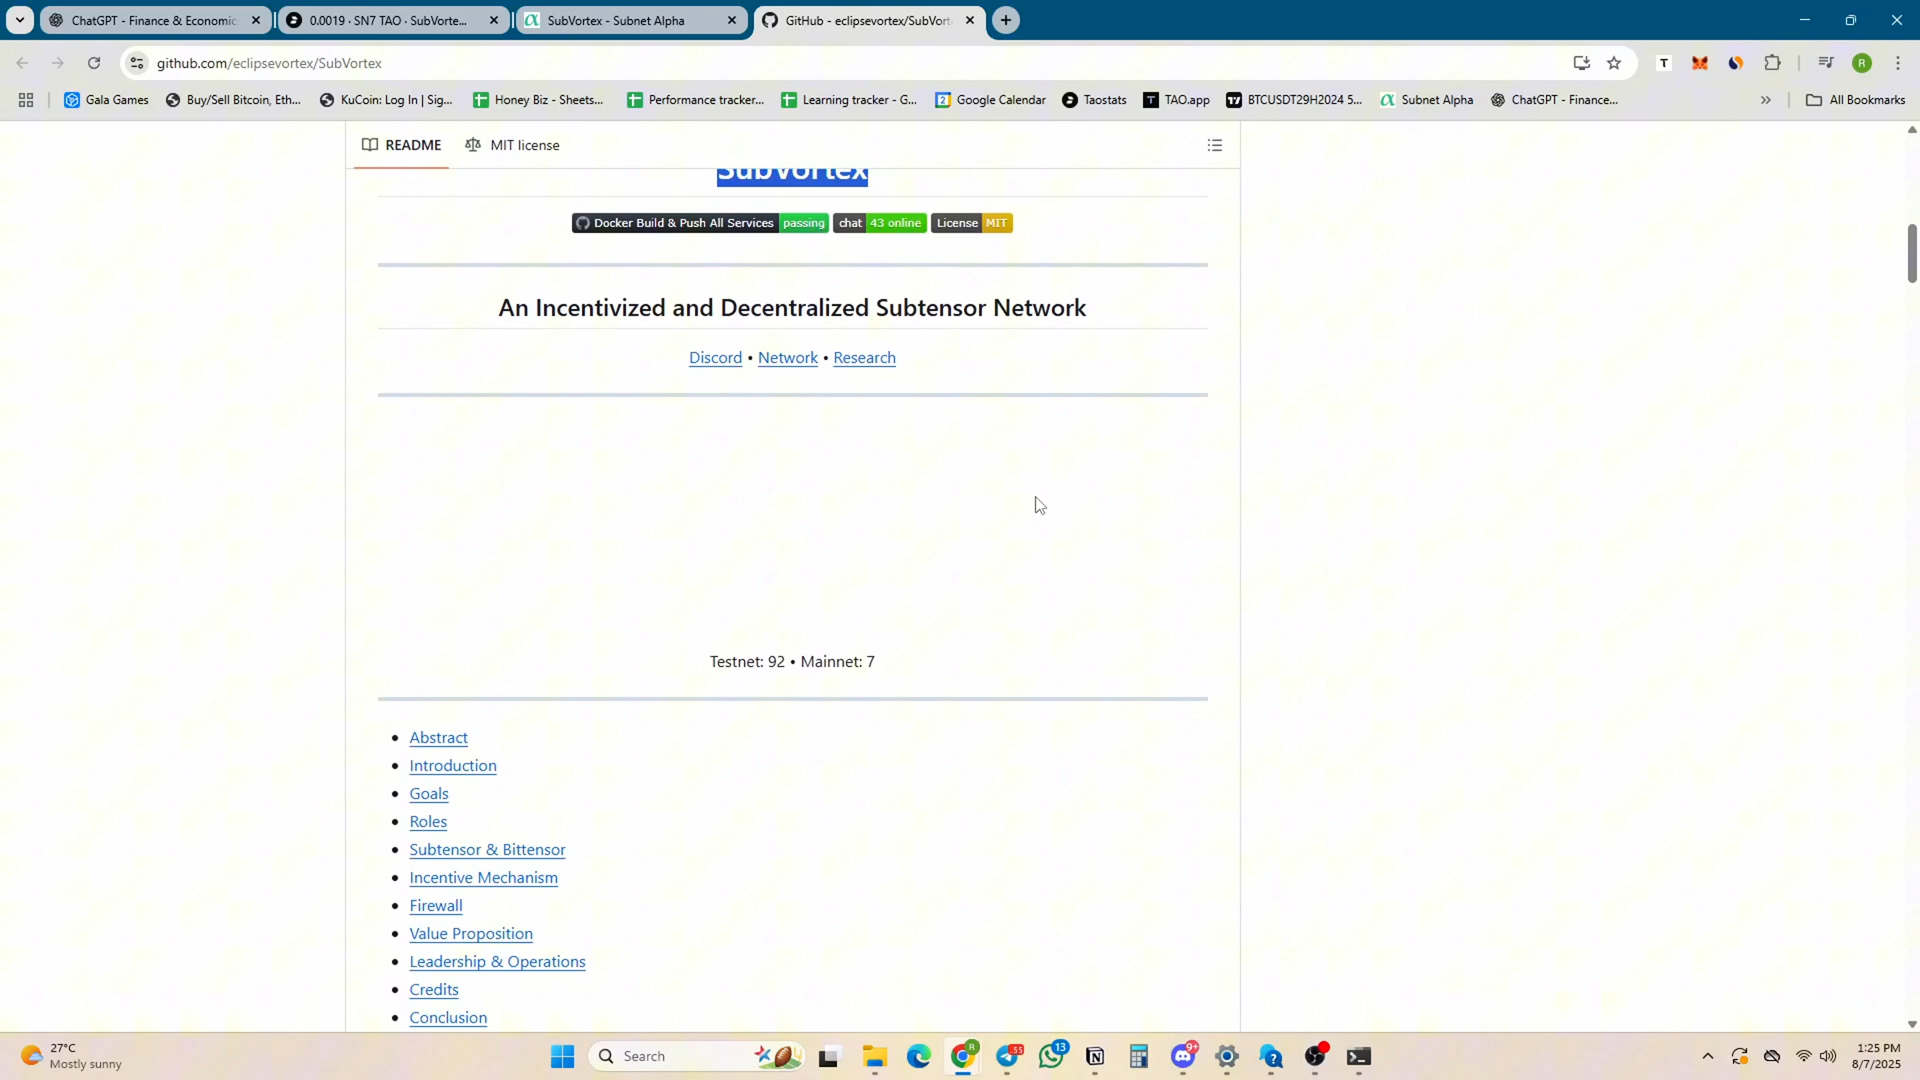 ChatGPT - Finance & Economic
0.0019 · SN7 TAO · SubVorte...
SubVortex - Subnet Alpha
GitHub - eclipsevortex/SubVort
github.com/eclipsevortex/SubVortex
T
R
Gala Games
Buy/Sell Bitcoin, Eth...
KuCoin: Log In | Sig...
Honey Biz - Sheets...
Performance tracker...
Learning tracker - G...
Google Calendar
Taostats
TAO.app
BTCUSDT29H2024 5...
Subnet Alpha
ChatGPT - Finance...
»
All Bookmarks
README
MIT license
SubVortex
Docker Build & Push All Services passing
chat 43 online
License MIT
An Incentivized and Decentralized Subtensor Network
Discord • Network • Research
Testnet: 92 • Mainnet: 7
• Abstract
• Introduction
• Goals
• Roles
• Subtensor & Bittensor
• Incentive Mechanism
• Firewall
• Value Proposition
• Leadership & Operations
• Credits
• Conclusion
27°C
Mostly sunny
Search
R
55
13
9+
1:25 PM
8/7/2025